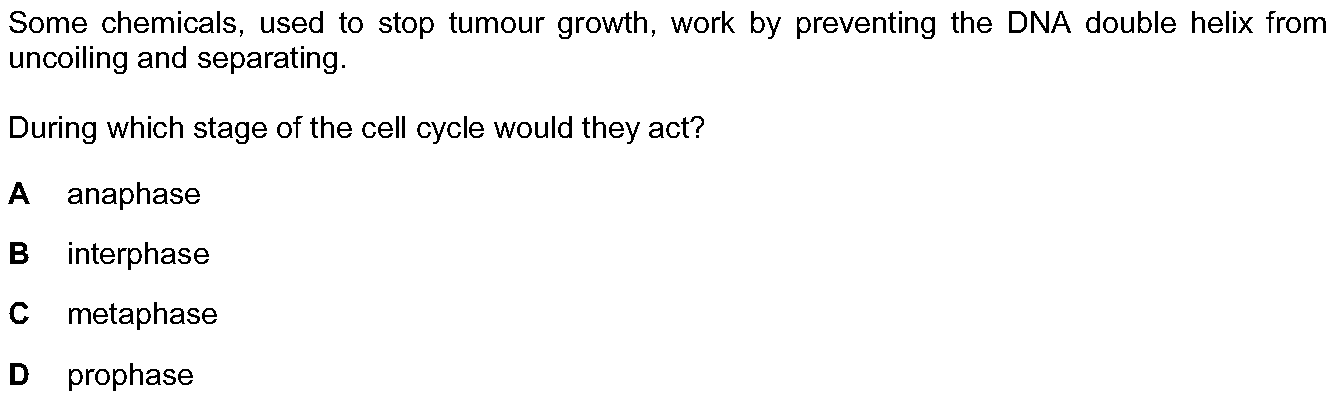 Some chemicals, used to stop tumour growth, work by preventing the DNA double helix from
uncoiling and separating.
During which stage of the cell cycle would they act?
A anaphase
B interphase
C metaphase
D prophase